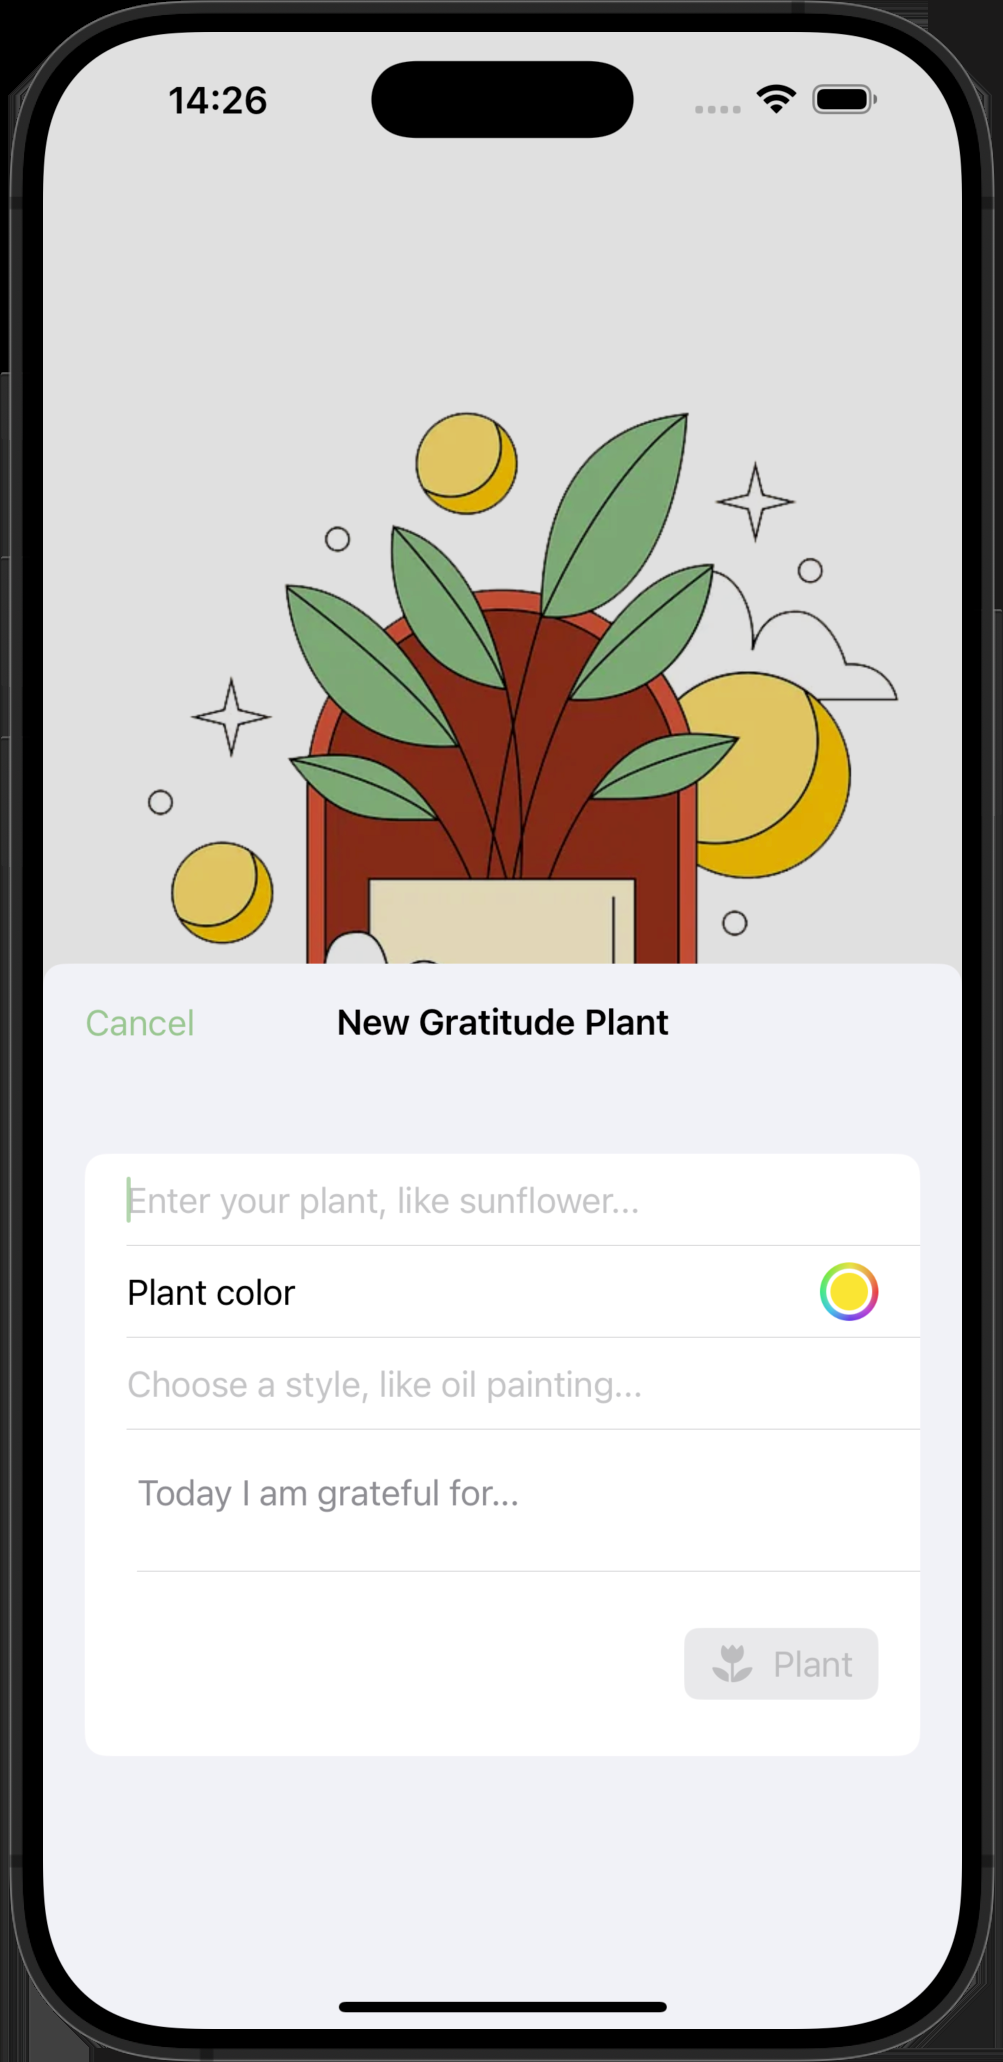 14:26
Cancel
New Gratitude Plant
Enter your plant, like sunflower...
Plant color
Choose a style, like oil painting...
Today I am grateful for...
Plant